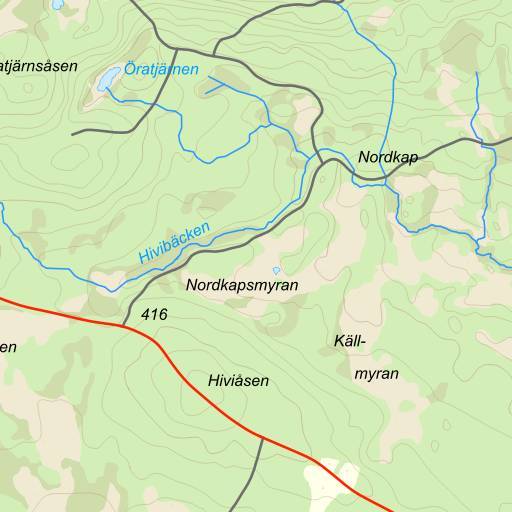 Öratjärnen
atjärnsåsen
Nordkap
Hivibäcken
Nordkapsmyran
416
Käll-
myran
en
Hiviåsen